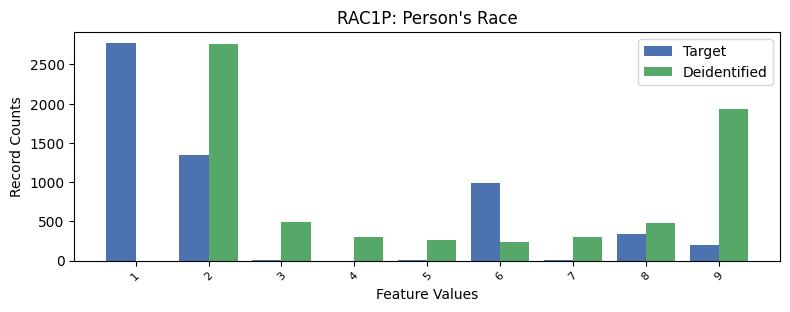 RAC1P: Person's Race
Target
Deidentified
Record Counts
2500
2000
1500
1000
500
0
1 2 3 4 5 6 7 8 9
Feature Values